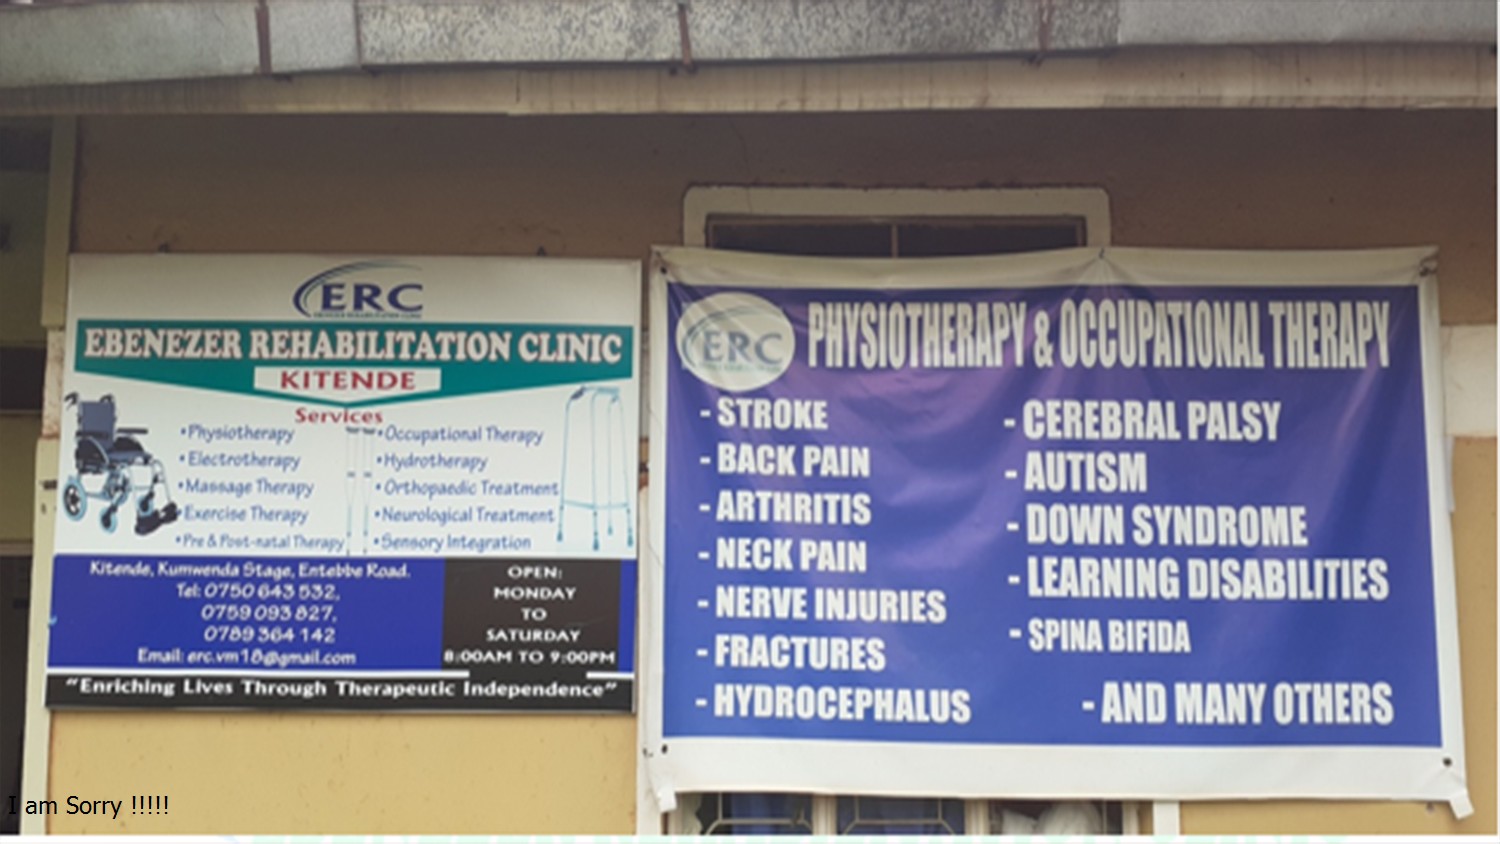 ERC
EBENEZER REHABILITATION CLINIC
KITENDE
Services
•Physiotherapy
•Electrotherapy
•Massage Therapy
•Exercise Therapy
•Pre & Post-natal Therapy
•Occupational Therapy
•Hydrotherapy
•Orthopaedic Treatment
•Neurological Treatment
•Sensory Integration
Kitende, Kumwenda Stage, Entebbe Road.
Tel: 0750 643 532,
0759 093 827,
0789 364 142
Email: erc.vm18@gmail.com
OPEN:
MONDAY
TO
SATURDAY
8:00AM TO 9:00PM
"Enriching Lives Through Therapeutic Independence"
ERC
PHYSIOTHERAPY & OCCUPATIONAL THERAPY
- STROKE
- BACK PAIN
- ARTHRITIS
- NECK PAIN
- NERVE INJURIES
- FRACTURES
- HYDROCEPHALUS
- CEREBRAL PALSY
- AUTISM
- DOWN SYNDROME
- LEARNING DISABILITIES
- SPINA BIFIDA
- AND MANY OTHERS
I am Sorry !!!!!